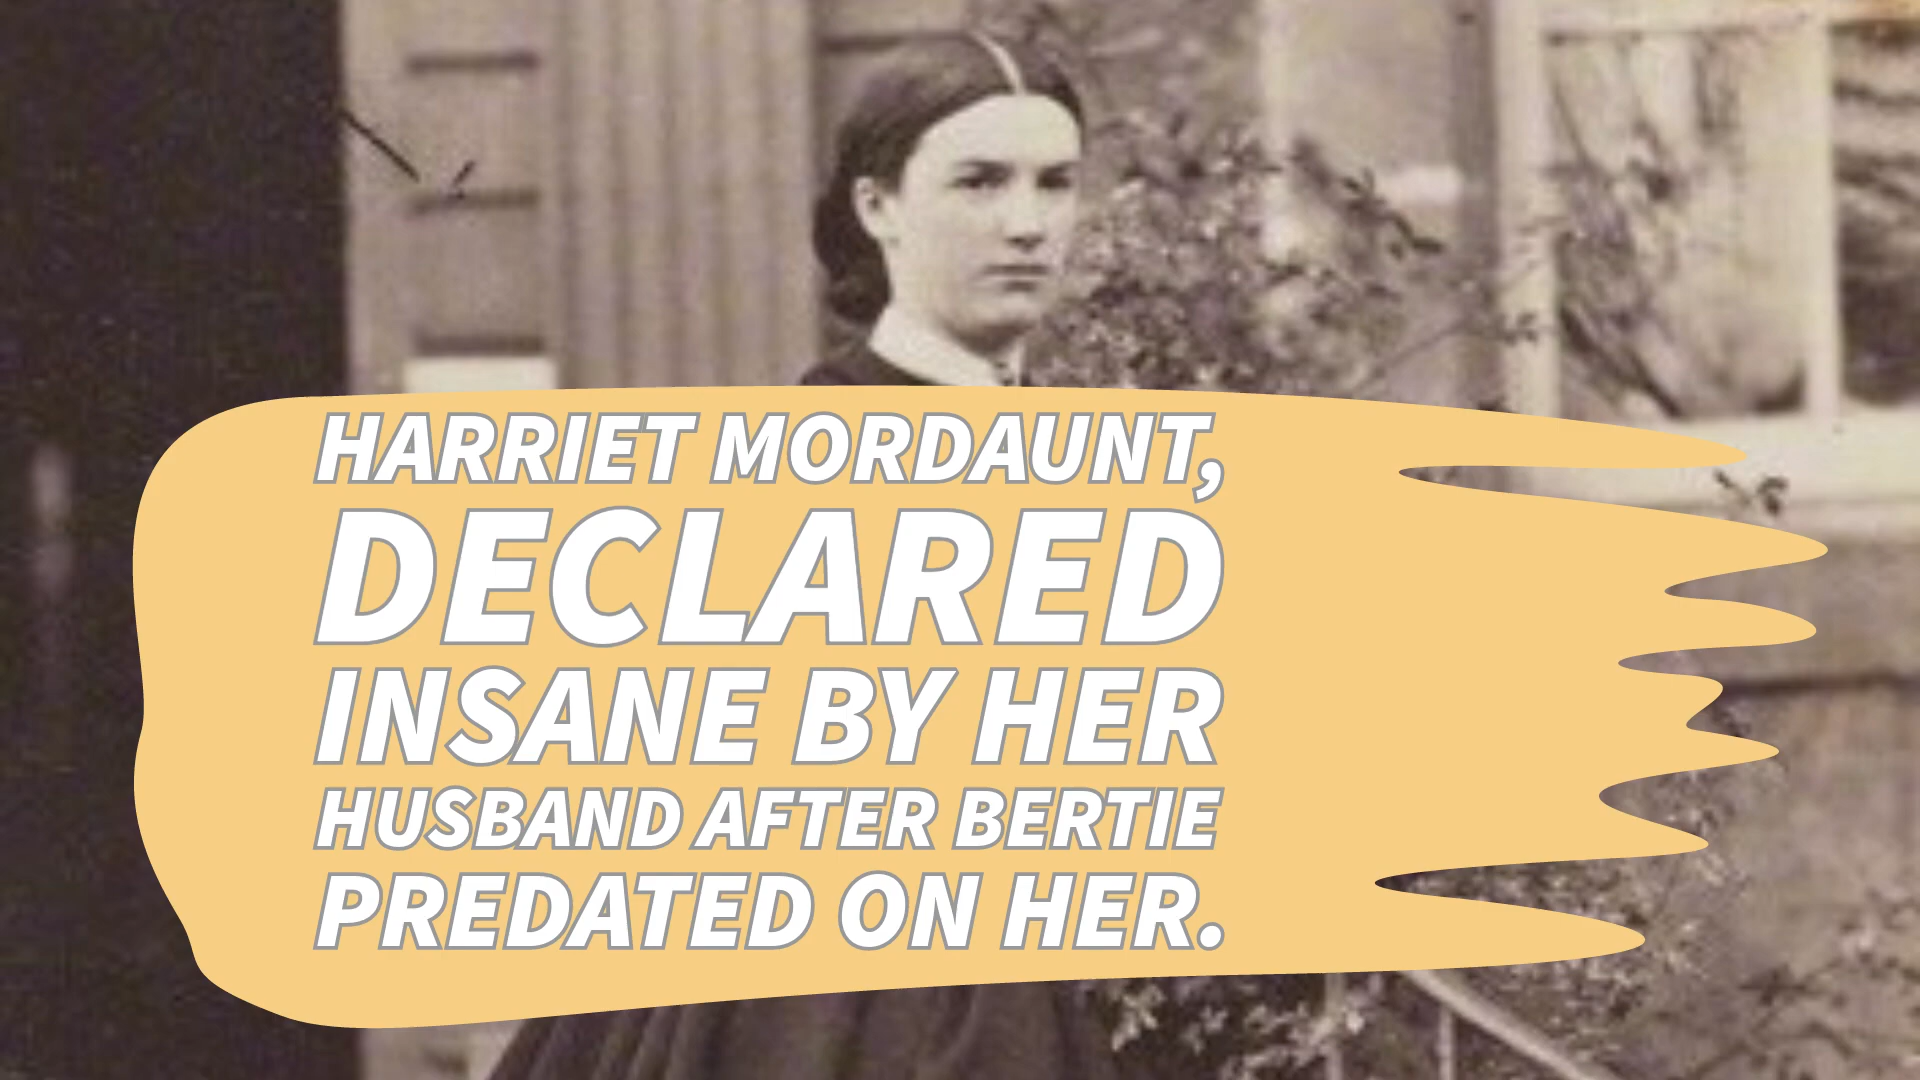 HARRIET MORDAUNT,
DECLARED
INSANE BY HER
HUSBAND AFTER BERTIE
PREDATED ON HER.